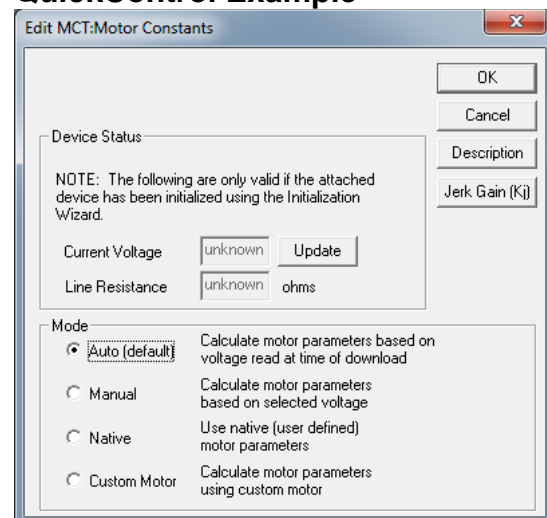 QuickControl Example
Edit MCT:Motor Constants
OK
Cancel
Description
Jerk Gain (Kj)
Device Status
NOTE: The following are only valid if the attached
device has been initialized using the Initialization
Wizard.
Current Voltage unknown Update
Line Resistance unknown ohms
Mode
Auto (default) Calculate motor parameters based on
voltage read at time of download
Manual Calculate motor parameters
based on selected voltage
Native Use native (user defined)
motor parameters
Custom Motor Calculate motor parameters
using custom motor